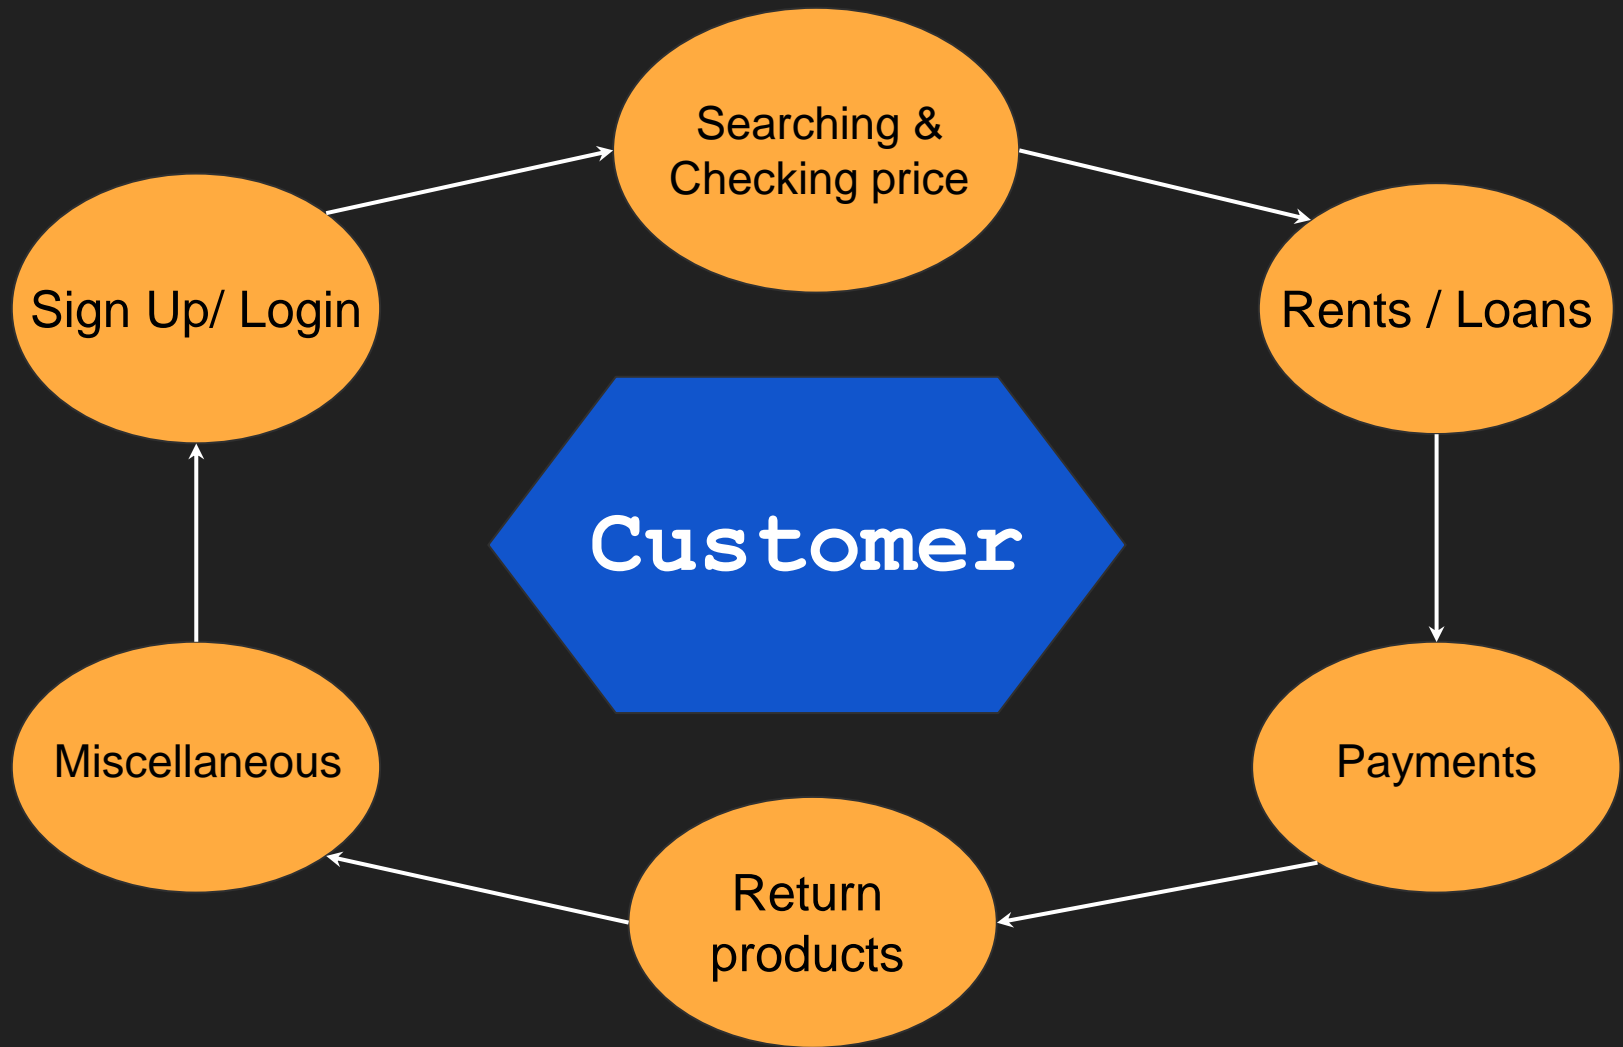 Searching &
Checking price
Sign Up/ Login
Rents / Loans
Customer
Miscellaneous
Payments
Return
products